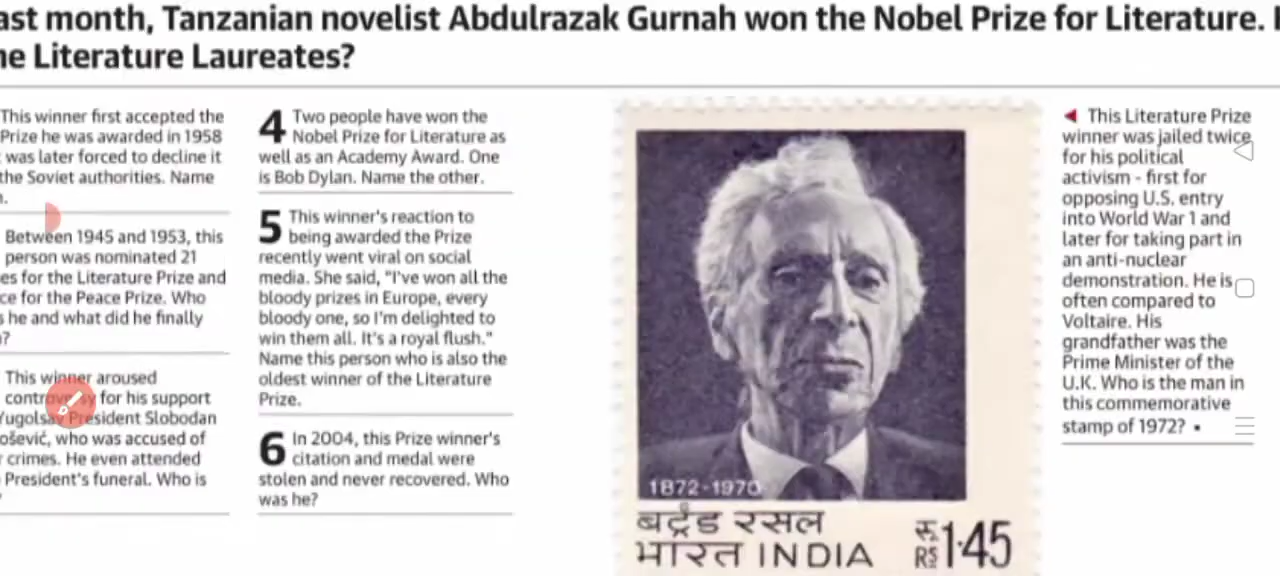 ast month, Tanzanian novelist Abdulrazak Gurnah won the Nobel Prize for Literature.
he Literature Laureates?
This winner first accepted the
Prize he was awarded in 1958
was later forced to decline it
the Soviet authorities. Name
Between 1945 and 1953, this
person was nominated 21
es for the Literature Prize and
ce for the Peace Prize. Who
s he and what did he finally
?
This winner aroused
controversy for his support
Yugolsav President Slobodan
ošević, who was accused of
crimes. He even attended
President's funeral. Who is
4 Two people have won the
Nobel Prize for Literature as
well as an Academy Award. One
is Bob Dylan. Name the other.
5 This winner's reaction to
being awarded the Prize
recently went viral on social
media. She said, "I've won all the
bloody prizes in Europe, every
bloody one, so I'm delighted to
win them all. It's a royal flush."
Name this person who is also the
oldest winner of the Literature
Prize.
6 In 2004, this Prize winner's
citation and medal were
stolen and never recovered. Who
was he?
1872-1970
बर्ट्रेंड रसल
भारत INDIA
रु. RS 1·45
This Literature Prize
winner was jailed twice
for his political
activism - first for
opposing U.S. entry
into World War 1 and
later for taking part in
an anti-nuclear
demonstration. He is
often compared to
Voltaire. His
grandfather was the
Prime Minister of the
U.K. Who is the man in
this commemorative
stamp of 1972?